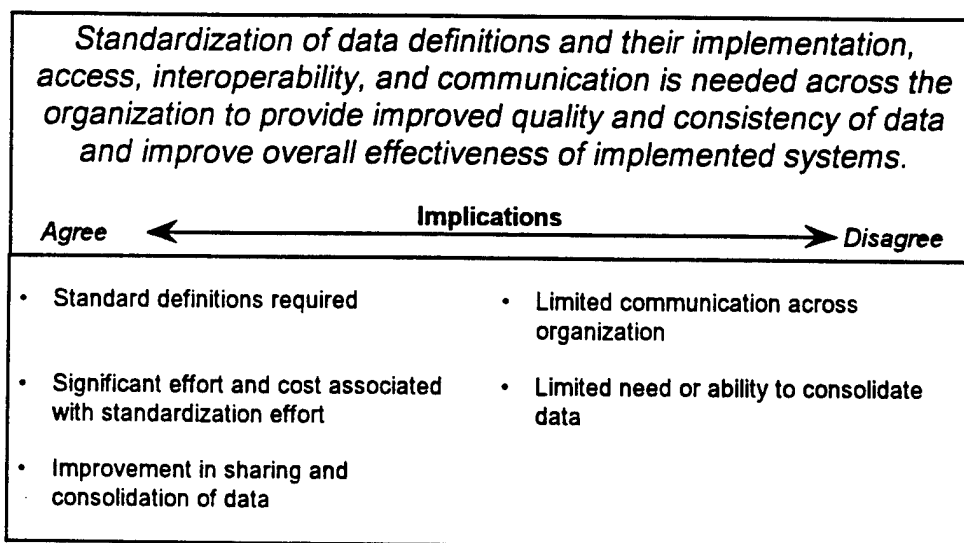 Standardization of data definitions and their implementation,
access, interoperability, and communication is needed across the
organization to provide improved quality and consistency of data
and improve overall effectiveness of implemented systems.
Implications
Agree
Disagree
• Standard definitions required
• Significant effort and cost associated
with standardization effort
• Improvement in sharing and
consolidation of data
• Limited communication across
organization
• Limited need or ability to consolidate
data